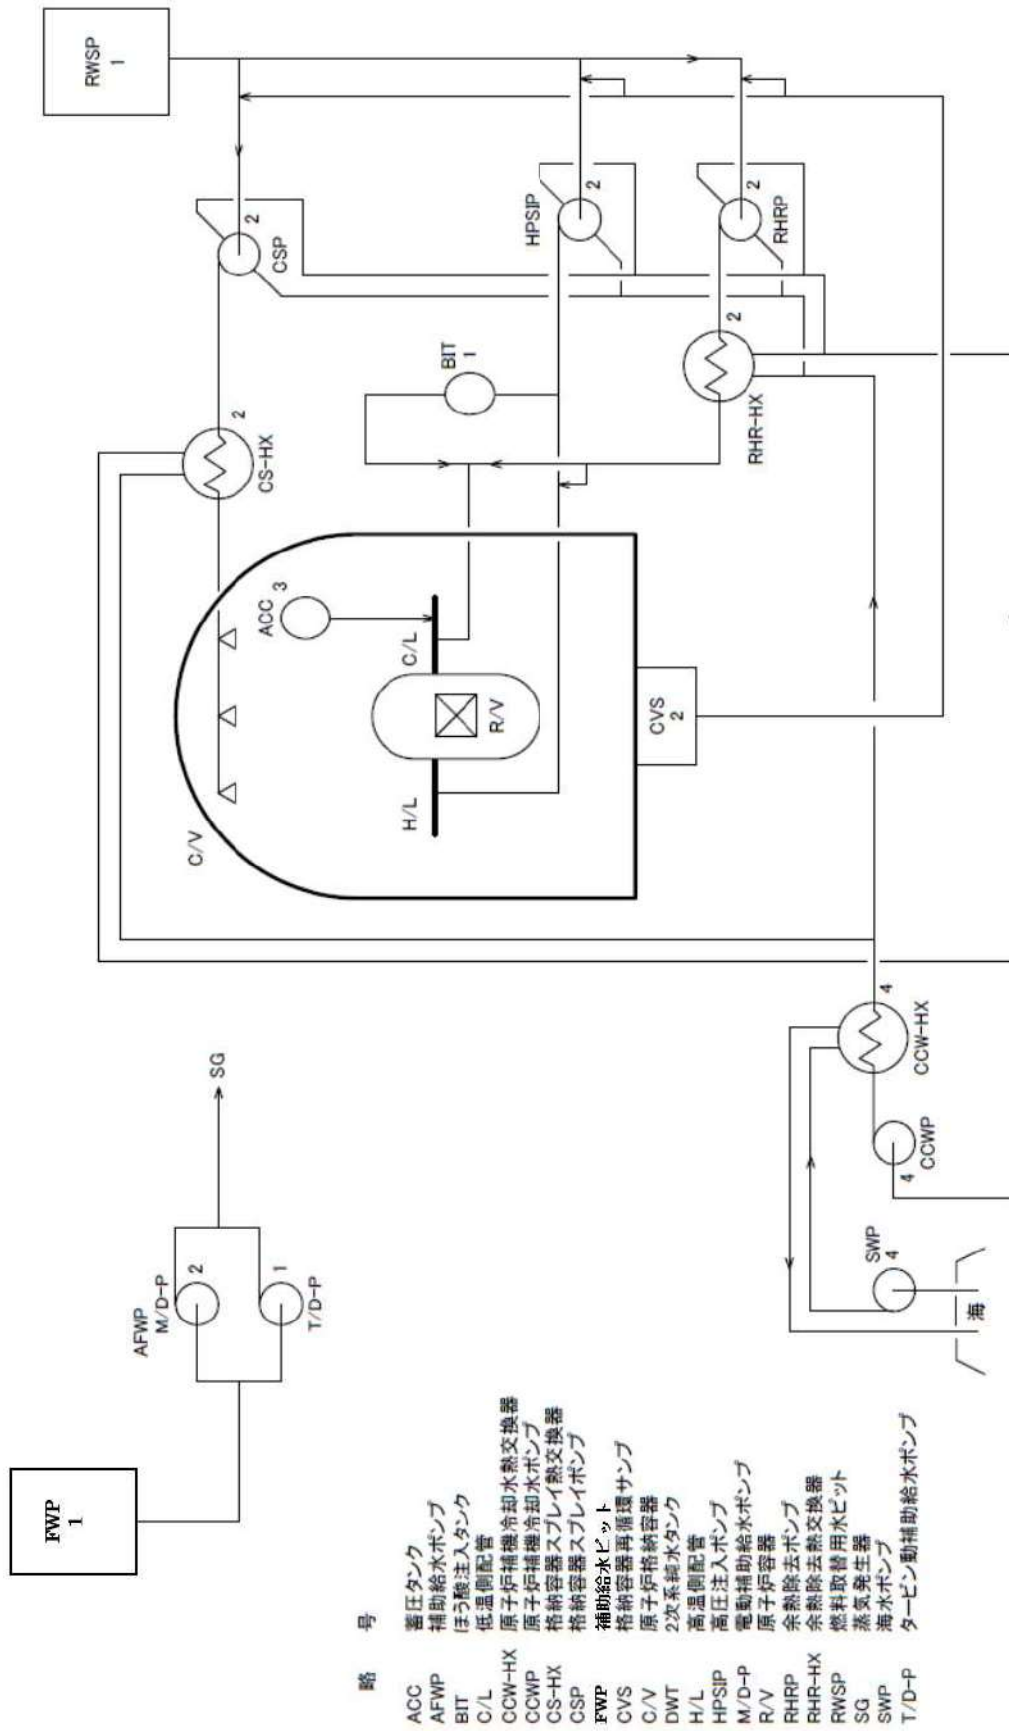 FWP
1
AFWP
M/D-P
2
1
T/D-P
SG
RWSP
1
CSP
2
CS-HX
2
HPSIP
2
RHRP
2
BIT
1
RHR-HX
2
C/V
ACC
3
C/L
H/L
R/V
CVS
2
CCW-HX
4
CCWP
4
SWP
4
海
略 号
ACC 蓄圧タンク
AFWP 補助給水ポンプ
BIT ほう酸注入タンク
C/L 低温側配管
CCW-HX 原子炉補機冷却水熱交換器
CCWP 原子炉補機冷却水ポンプ
CS-HX 格納容器スプレイ熱交換器
CSP 格納容器スプレイポンプ
FWP 補助給水ピット
CVS 格納容器再循環サンプ
C/V 原子炉格納容器
DWT 2次系純水タンク
H/L 高温側配管
HPSIP 高圧注入ポンプ
M/D-P 電動補助給水ポンプ
R/V 原子炉容器
RHRP 余熱除去ポンプ
RHR-HX 余熱除去熱交換器
RWSP 燃料取替用水ピット
SG 蒸気発生器
SWP 海水ポンプ
T/D-P タービン動補助給水ポンプ